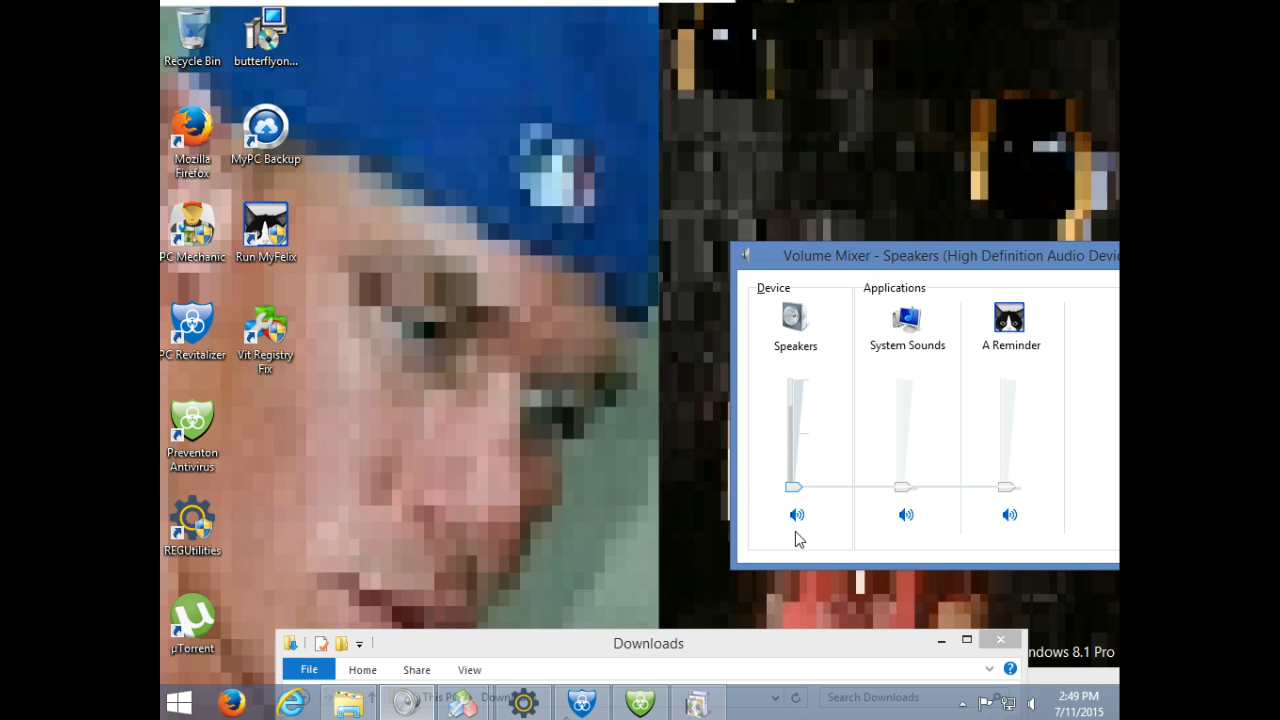 Recycle Bin
butterflyon...
Mozilla
Firefox
MyPC Backup
PC Mechanic
Run MyFelix
PC Revitalizer
Vit Registry
Fix
Preventon
Antivirus
REGUtilities
µTorrent
Volume Mixer - Speakers (High Definition Audio Devic
Device
Applications
Speakers
System Sounds
A Reminder
Downloads
File
Home
Share
View
ndows 8.1 Pro
This PC
Down
Search Downloads
2:49 PM
7/11/2015